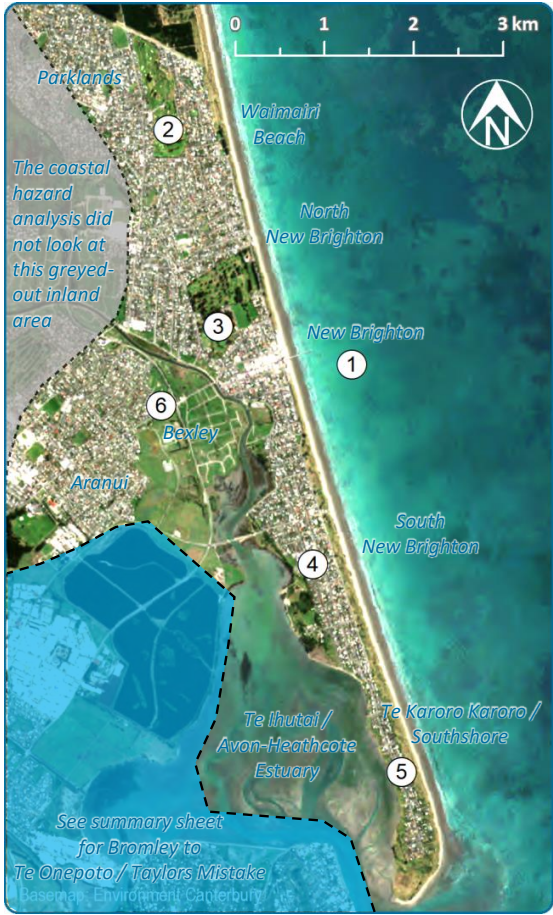 0 1 2 3 km
N
Parklands
2
Waimairi
Beach
The coastal
hazard
analysis did
not look at
this greyed-
out inland
area
North
New Brighton
3
New Brighton
1
6
Bexley
Aranui
South
New Brighton
4
Te Ihutai /
Avon-Heathcote
Estuary
Te Karoro Karoro /
Southshore
5
See summary sheet
for Bromley to
Te Onepoto / Taylors Mistake
Basemap: Environment Canterbury